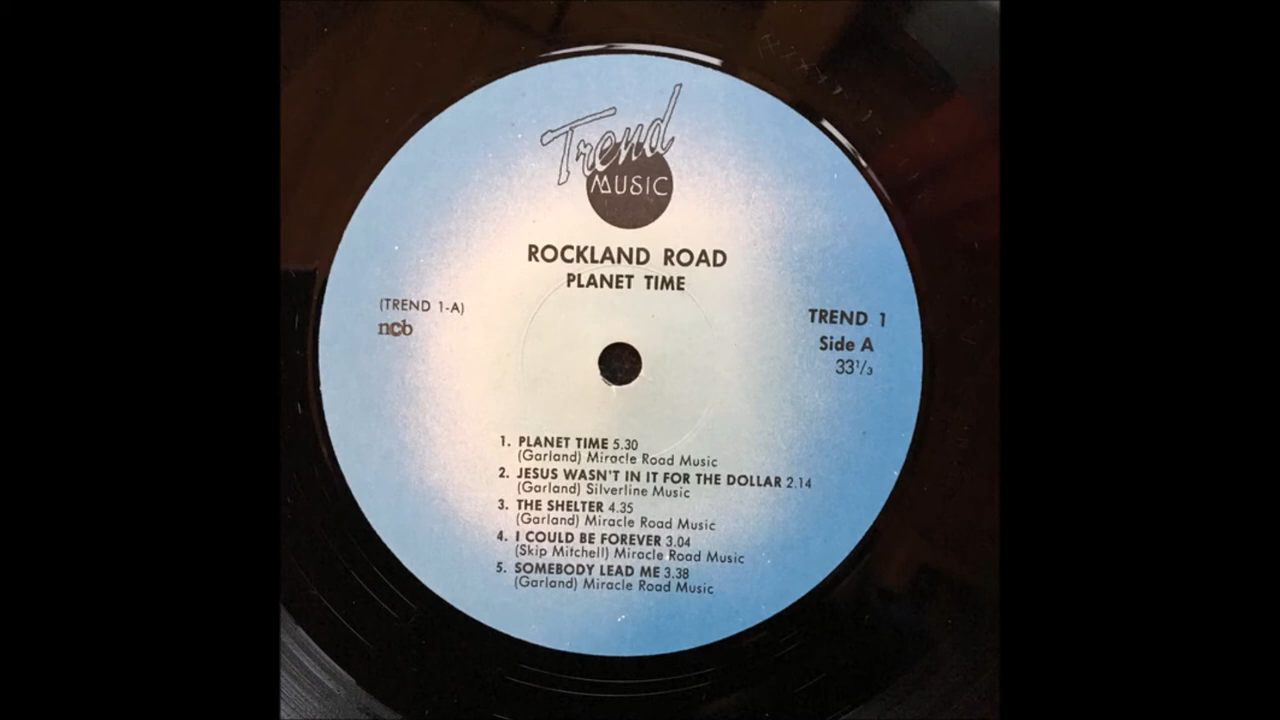 Trend
MUSIC
ROCKLAND ROAD
PLANET TIME
(TREND 1-A)
ncb
TREND 1
Side A
33¹/₃
1. PLANET TIME 5.30
(Garland) Miracle Road Music
2. JESUS WASN'T IN IT FOR THE DOLLAR 2.14
(Garland) Silverline Music
3. THE SHELTER 4.35
(Garland) Miracle Road Music
4. I COULD BE FOREVER 3.04
(Skip Mitchell) Miracle Road Music
5. SOMEBODY LEAD ME 3.38
(Garland) Miracle Road Music